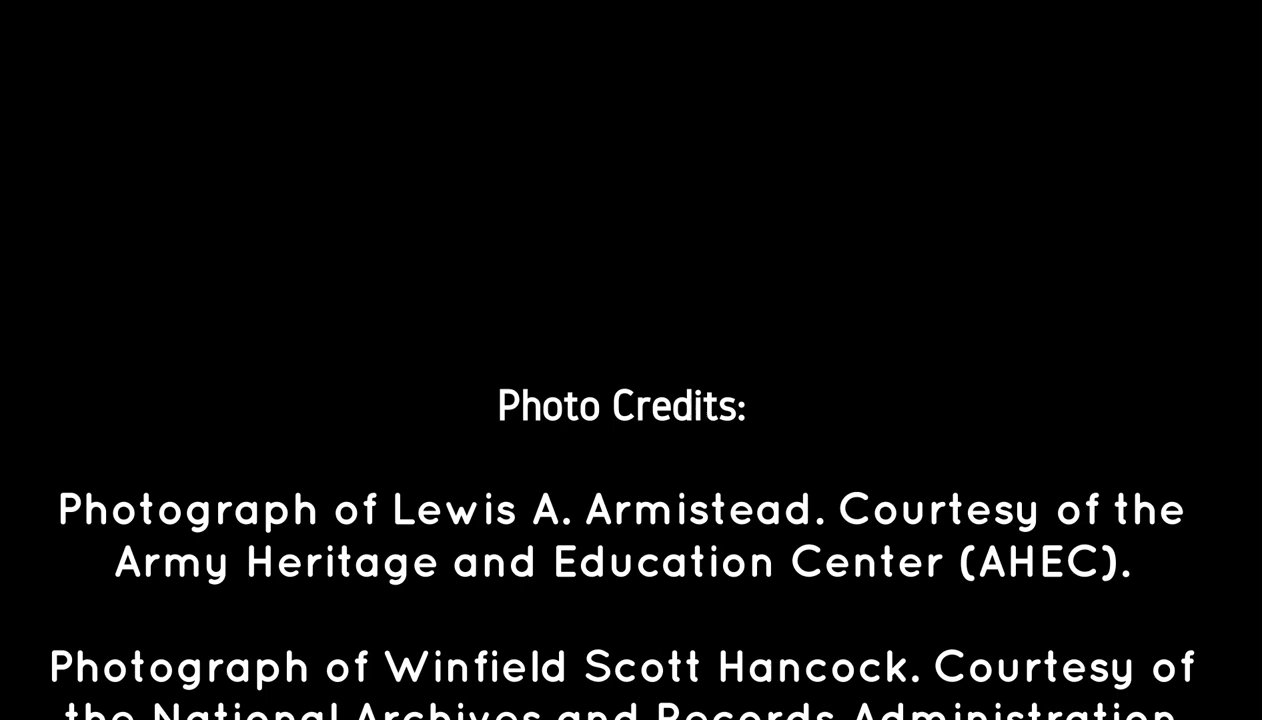 Photo Credits:
Photograph of Lewis A. Armistead. Courtesy of the
Army Heritage and Education Center (AHEC).
Photograph of Winfield Scott Hancock. Courtesy of
the National Archives and Records Administration